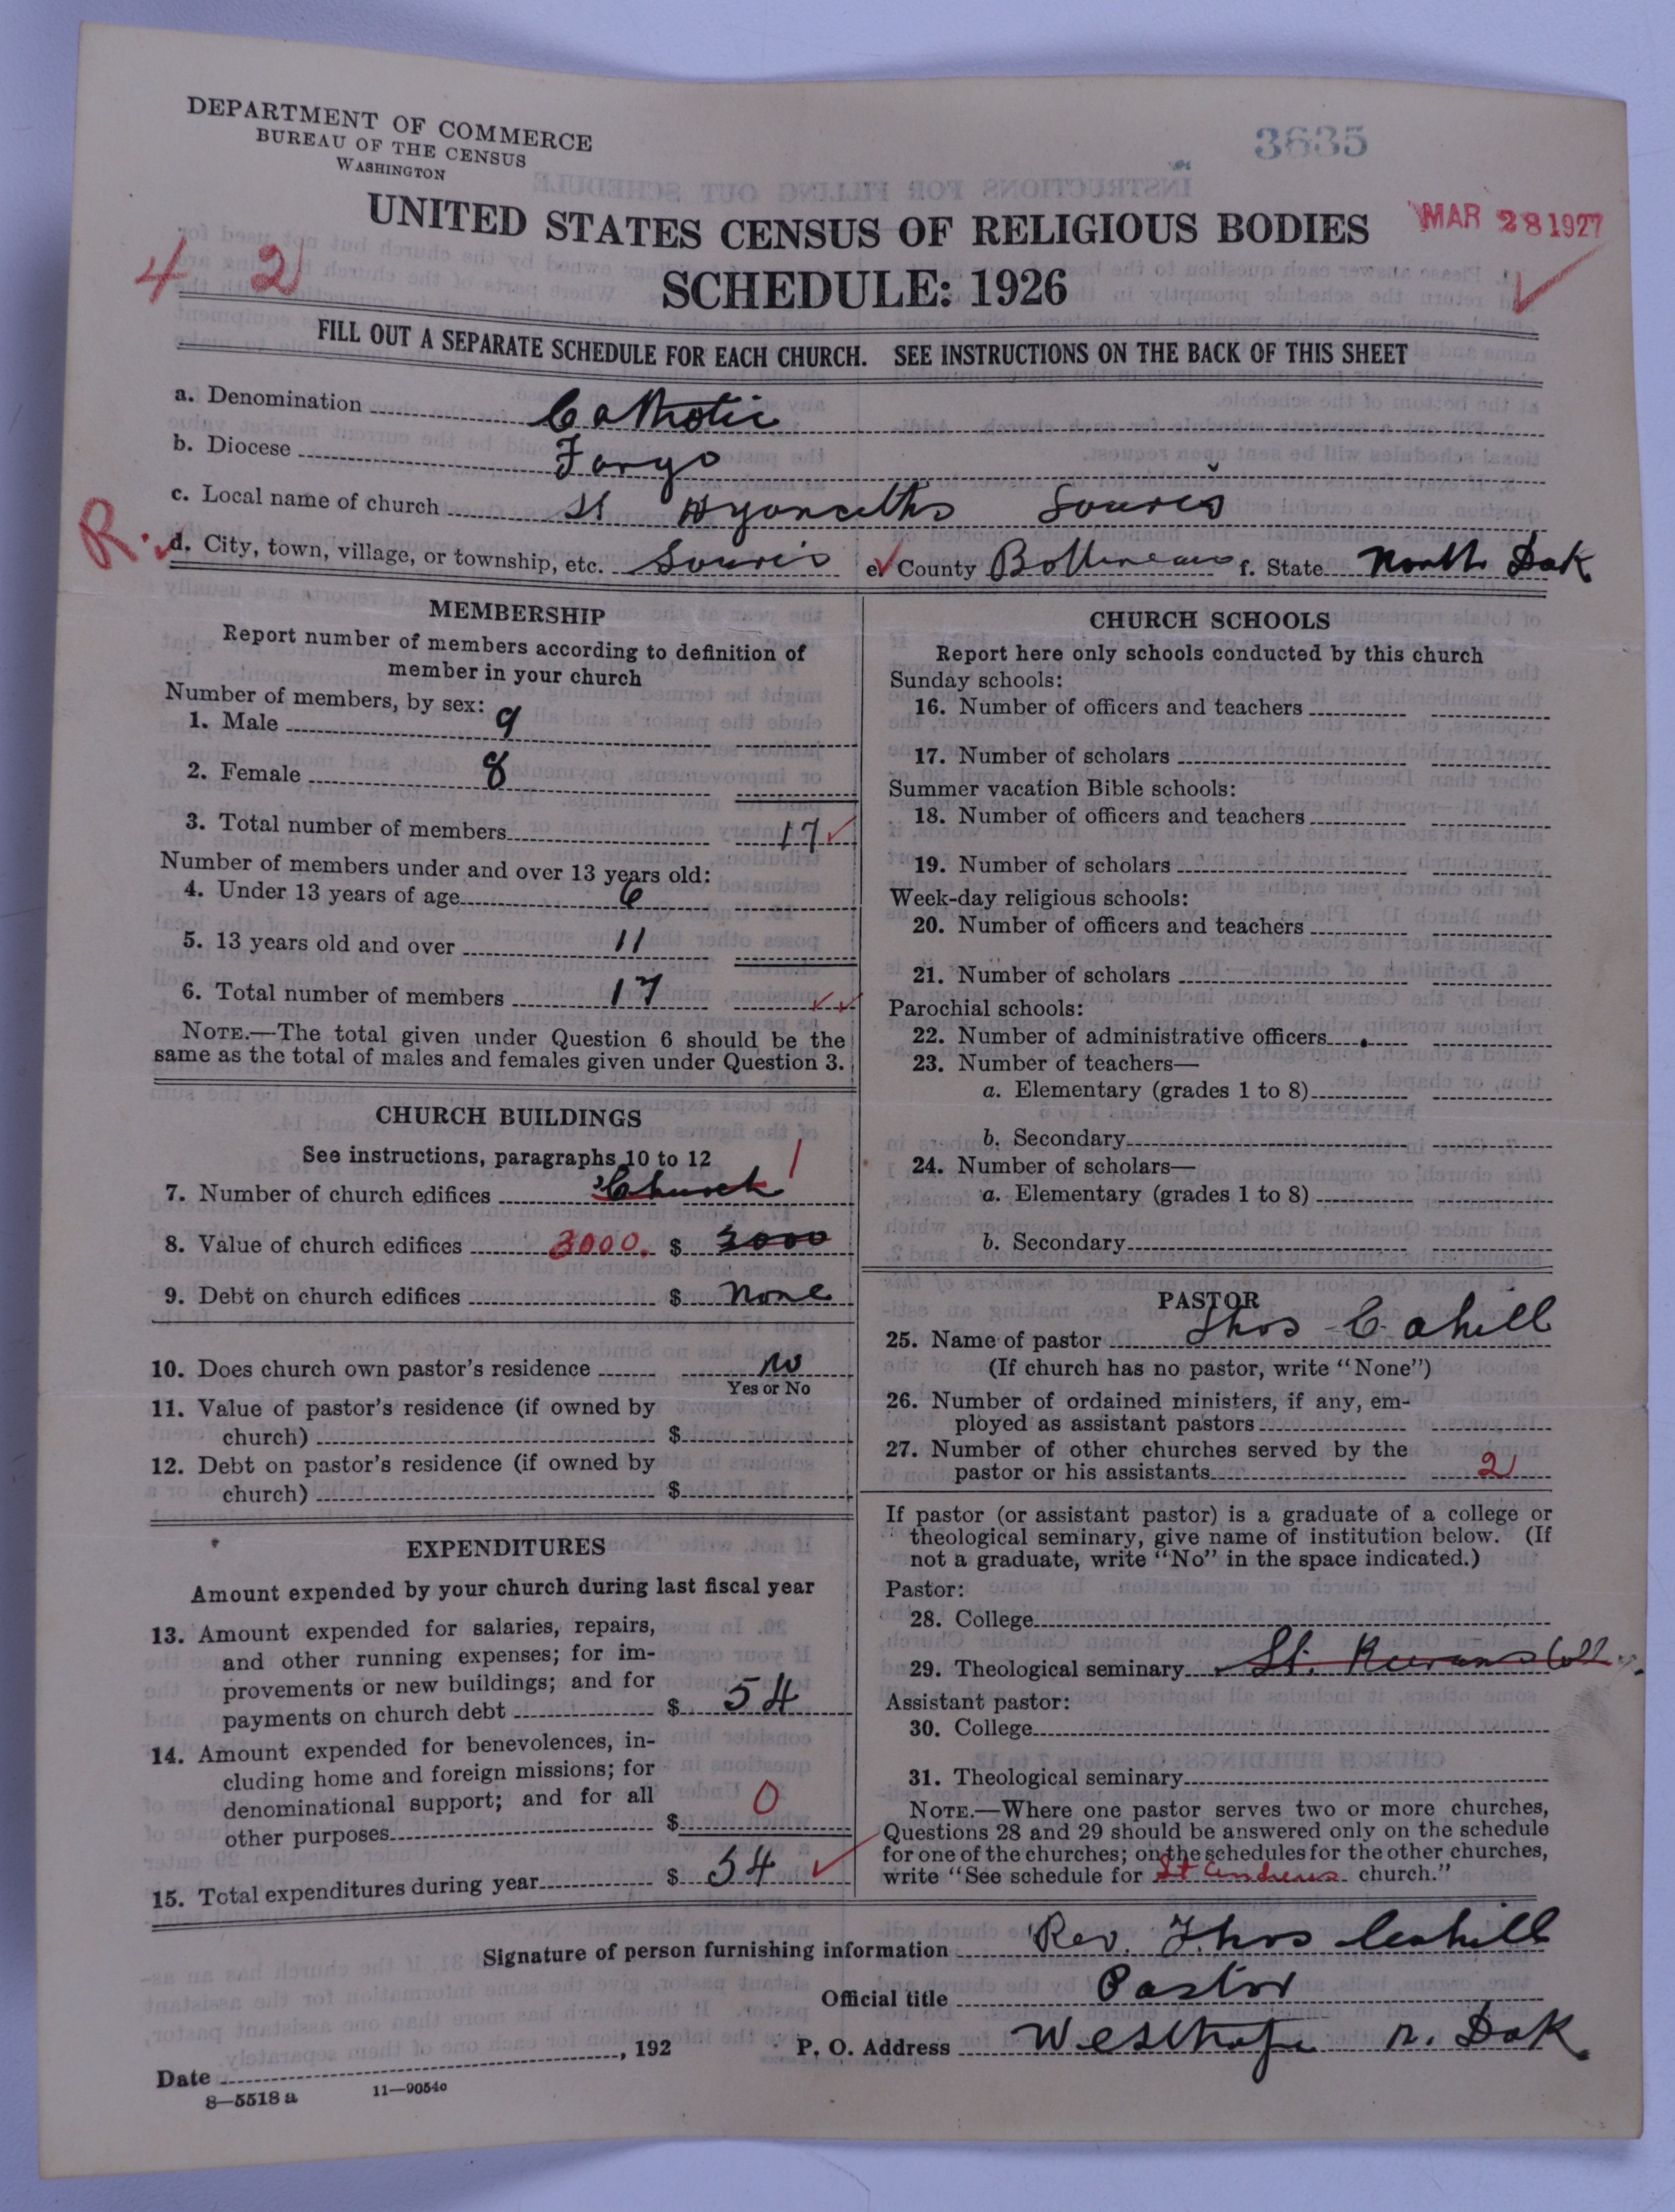 DEPARTMENT OF COMMERCE
BUREAU OF THE CENSUS
WASHINGTON
3635
UNITED STATES CENSUS OF RELIGIOUS BODIES
MAR 28 1927
SCHEDULE: 1926
4 2
FILL OUT A SEPARATE SCHEDULE FOR EACH CHURCH. SEE INSTRUCTIONS ON THE BACK OF THIS SHEET
a. Denomination Catholic
b. Diocese Fargo
c. Local name of church St Hyancuths Souris
R.
d. City, town, village, or township, etc. Souris e. County Bottineau f. State North Dak
MEMBERSHIP
Report number of members according to definition of
member in your church
Number of members, by sex:
1. Male 9
2. Female 8
3. Total number of members 17
Number of members under and over 13 years old:
4. Under 13 years of age 6
5. 13 years old and over 11
6. Total number of members 17
NOTE.—The total given under Question 6 should be the
same as the total of males and females given under Question 3.
CHURCH BUILDINGS
See instructions, paragraphs 10 to 12
7. Number of church edifices Church 1
8. Value of church edifices 3000. $ 3000
9. Debt on church edifices $ None
10. Does church own pastor's residence no
Yes or No
11. Value of pastor's residence (if owned by
church) $
12. Debt on pastor's residence (if owned by
church) $
EXPENDITURES
Amount expended by your church during last fiscal year
13. Amount expended for salaries, repairs,
and other running expenses; for im-
provements or new buildings; and for
payments on church debt $ 54
14. Amount expended for benevolences, in-
cluding home and foreign missions; for
denominational support; and for all
other purposes $ 0
15. Total expenditures during year $ 54
CHURCH SCHOOLS
Report here only schools conducted by this church
Sunday schools:
16. Number of officers and teachers
17. Number of scholars
Summer vacation Bible schools:
18. Number of officers and teachers
19. Number of scholars
Week-day religious schools:
20. Number of officers and teachers
21. Number of scholars
Parochial schools:
22. Number of administrative officers
23. Number of teachers—
a. Elementary (grades 1 to 8)
b. Secondary
24. Number of scholars—
a. Elementary (grades 1 to 8)
b. Secondary
PASTOR
25. Name of pastor Thos Cahill
(If church has no pastor, write "None")
26. Number of ordained ministers, if any, em-
ployed as assistant pastors
27. Number of other churches served by the
pastor or his assistants 2
If pastor (or assistant pastor) is a graduate of a college or
theological seminary, give name of institution below. (If
not a graduate, write "No" in the space indicated.)
Pastor:
28. College
29. Theological seminary St. Kierans Coll
Assistant pastor:
30. College
31. Theological seminary
NOTE.—Where one pastor serves two or more churches,
Questions 28 and 29 should be answered only on the schedule
for one of the churches; on the schedules for the other churches,
write "See schedule for St Andrews church."
Signature of person furnishing information Rev. Thos Cahill
Official title Pastor
Date , 192 P. O. Address Westhope N. Dak
8—5518 a 11—9054o